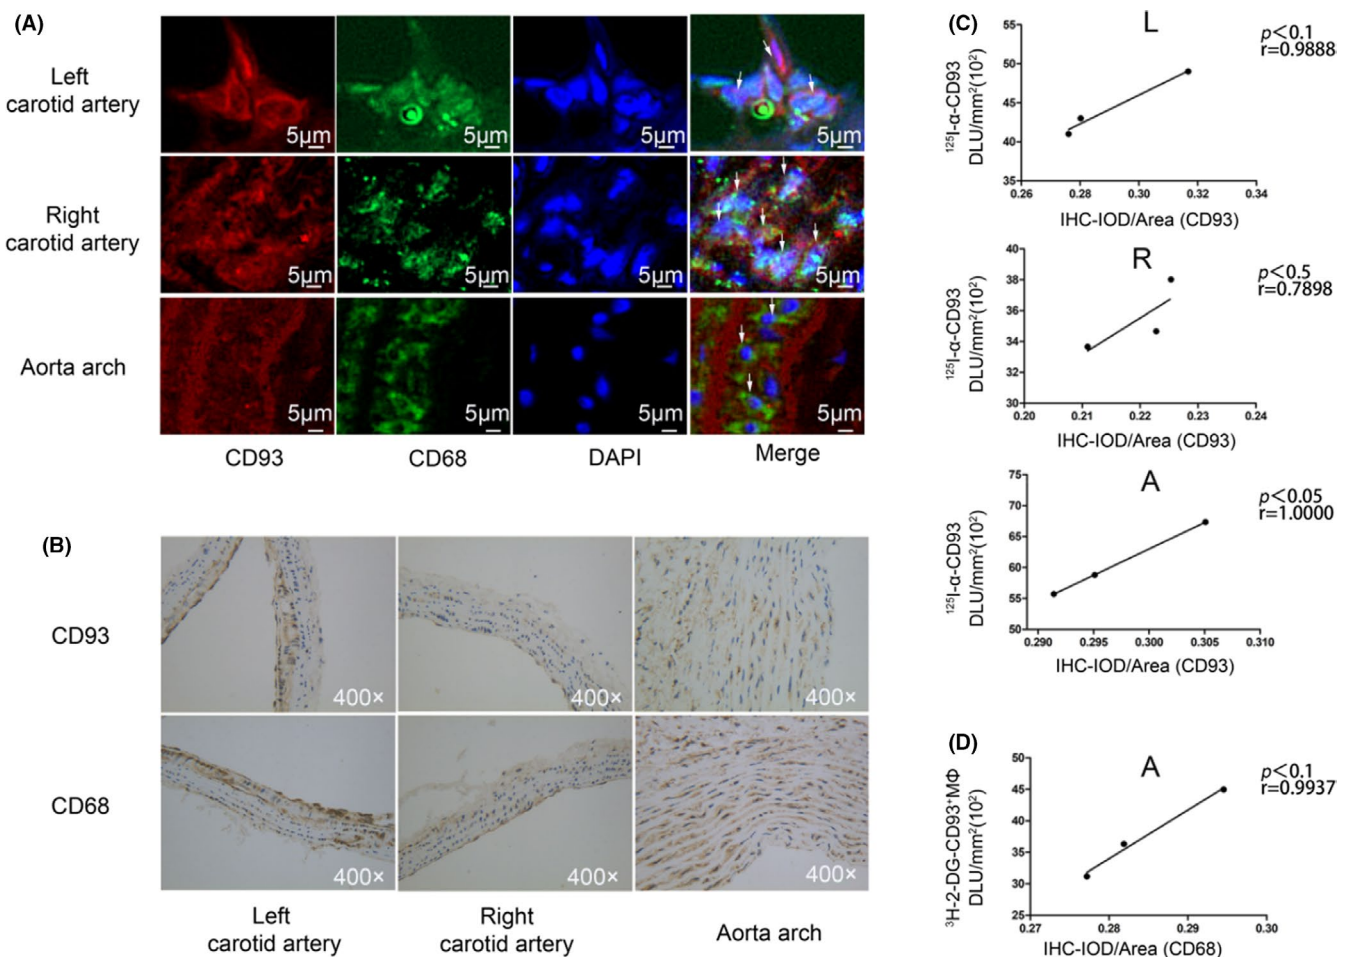 (A)
Left
carotid artery
5μm 5μm 5μm 5μm
Right
carotid artery
5μm 5μm 5μm 5μm
Aorta arch
5μm 5μm 5μm 5μm
CD93 CD68 DAPI Merge
(B)
CD93
400× 400× 400×
CD68
400× 400× 400×
Left
carotid artery
Right
carotid artery
Aorta arch
(C)
L
p<0.1
r=0.9888
¹²⁵I-α-CD93
DLU/mm²(10²)
55
50
45
40
35
0.26 0.28 0.30 0.32 0.34
IHC-IOD/Area (CD93)
R
p<0.5
r=0.7898
¹²⁵I-α-CD93
DLU/mm²(10²)
40
38
36
34
32
30
0.20 0.21 0.22 0.23 0.24
IHC-IOD/Area (CD93)
A
p<0.05
r=1.0000
¹²⁵I-α-CD93
DLU/mm²(10²)
75
70
65
60
55
50
0.290 0.295 0.300 0.305 0.310
IHC-IOD/Area (CD93)
(D)
A
p<0.1
r=0.9937
³H-2-DG-CD93⁺MΦ
DLU/mm²(10²)
50
45
40
35
30
25
0.27 0.28 0.29 0.30
IHC-IOD/Area (CD68)